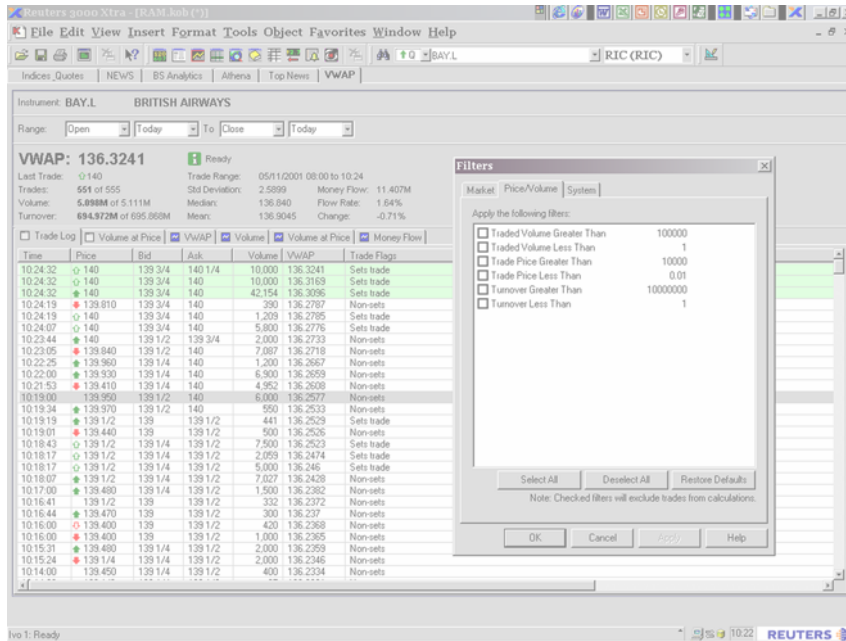 Reuters 3000 Xtra - [RAM.kob (*)]
File Edit View Insert Format Tools Object Favorites Window Help
Q BAY.L RIC (RIC)
Indices_Quotes NEWS BS Analytics Athena Top News VWAP
Instrument: BAY.L BRITISH AIRWAYS
Range: Open Today To Close Today
VWAP: 136.3241 Ready
Last Trade: 140 Trade Range: 05/11/2001 08:00 to 10:24
Trades: 551 of 555 Std Deviation: 2.5899 Money Flow: 11.407M
Volume: 5.098M of 5.111M Median: 136.840 Flow Rate: 1.64%
Turnover: 694.972M of 695.868M Mean: 136.9045 Change: -0.71%
Trade Log Volume at Price VWAP Volume Volume at Price Money Flow
Time Price Bid Ask Volume VWAP Trade Flags
10:24:32 140 139 3/4 140 1/4 10,000 136.3241 Sets trade
10:24:32 140 139 3/4 140 10,000 136.3169 Sets trade
10:24:32 140 139 3/4 140 42,154 136.3096 Sets trade
10:24:19 139.810 139 3/4 140 390 136.2787 Non-sets
10:24:19 140 139 3/4 140 1,209 136.2785 Sets trade
10:24:07 140 139 3/4 140 5,800 136.2776 Sets trade
10:23:44 140 139 1/2 139 3/4 2,000 136.2733 Non-sets
10:23:05 139.840 139 1/2 140 7,087 136.2718 Non-sets
10:22:25 139.960 139 1/4 140 1,200 136.2667 Non-sets
10:22:00 139.930 139 1/4 140 6,900 136.2659 Non-sets
10:21:53 139.410 139 1/4 140 4,952 136.2608 Non-sets
10:19:00 139.950 139 1/2 140 6,000 136.2577 Non-sets
10:19:34 139.970 139 1/2 140 550 136.2533 Non-sets
10:19:19 139 1/2 139 139 1/2 441 136.2529 Sets trade
10:19:01 139.440 139 139 1/2 500 136.2526 Non-sets
10:18:43 139 1/2 139 1/4 139 1/2 7,500 136.2523 Sets trade
10:18:17 139 1/2 139 1/4 139 1/2 2,059 136.2474 Sets trade
10:18:17 139 1/2 139 1/4 139 1/2 5,000 136.246 Sets trade
10:18:07 139 1/2 139 1/4 139 1/2 7,027 136.2428 Sets trade
10:17:00 139.480 139 1/4 139 1/2 1,500 136.2382 Non-sets
10:16:41 139 1/2 139 139 1/2 332 136.2372 Non-sets
10:16:44 139.470 139 139 1/2 300 136.237 Non-sets
10:16:00 139.400 139 139 1/2 420 136.2368 Non-sets
10:16:00 139.400 139 139 1/2 1,000 136.2365 Non-sets
10:15:31 139.480 139 1/4 139 1/2 2,000 136.2359 Non-sets
10:15:24 139 1/4 139 1/4 139 1/2 2,000 136.2346 Non-sets
10:14:00 139.450 139 1/4 139 1/2 400 136.2334 Non-sets
Filters
Market Price/Volume System
Apply the following filters:
Traded Volume Greater Than 100000
Traded Volume Less Than 1
Trade Price Greater Than 10000
Trade Price Less Than 0.01
Turnover Greater Than 10000000
Turnover Less Than 1
Select All Deselect All Restore Defaults
Note: Checked filters will exclude trades from calculations.
OK Cancel Apply Help
Ivo 1: Ready 10:22 REUTERS